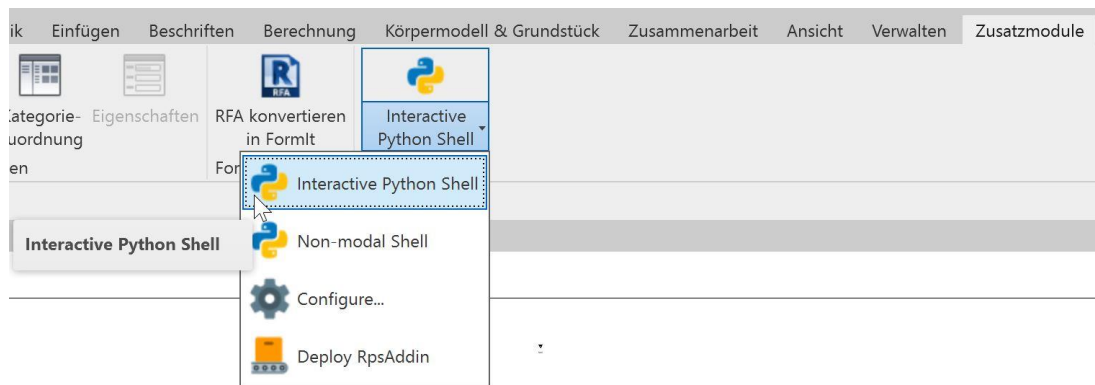 ik Einfügen Beschriften Berechnung Körpermodell & Grundstück Zusammenarbeit Ansicht Verwalten Zusatzmodule
RFA
Kategorie- Eigenschaften RFA konvertieren Interactive
uordnung in FormIt Python Shell
en For
Interactive Python Shell
Interactive Python Shell
Non-modal Shell
Configure...
Deploy RpsAddin